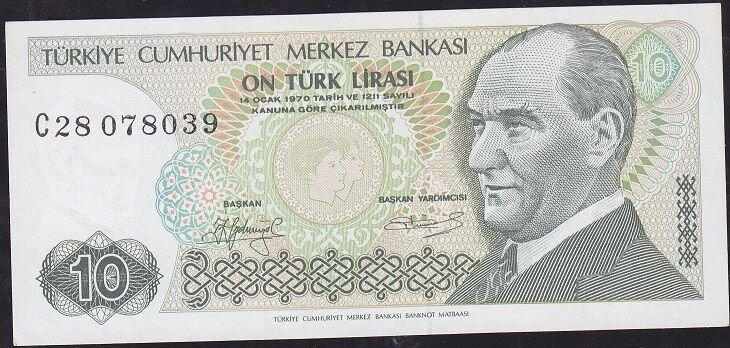 TÜRKİYE CUMHURİYET MERKEZ BANKASI
10
ON TÜRK LİRASI
14 OCAK 1970 TARİH VE 1211 SAYILI
KANUNA GÖRE ÇIKARILMIŞTIR
C28 078039
BAŞKAN
BAŞKAN YARDIMCISI
10
TÜRKİYE CUMHURİYET MERKEZ BANKASI BANKNOT MATBAASI